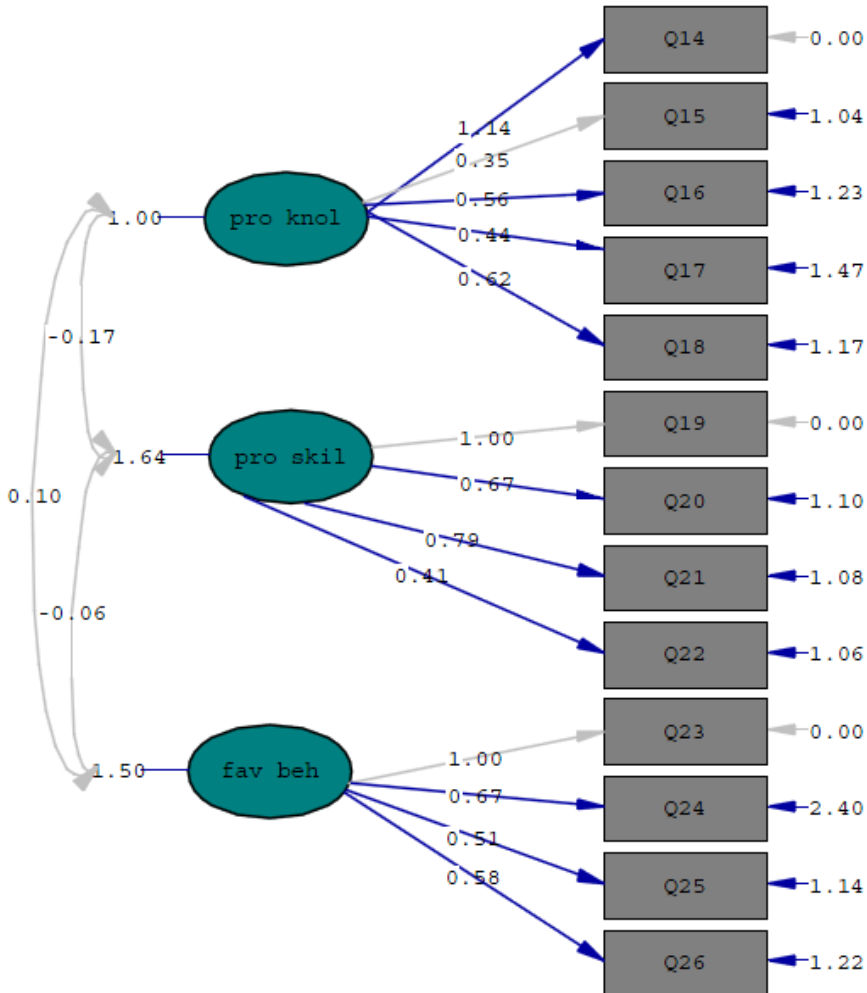 Q14
0.00
1.14
Q15
1.04
0.35
Q16
1.23
0.56
1.00
pro knol
0.44
Q17
1.47
0.62
-0.17
Q18
1.17
Q19
0.00
1.00
1.64
pro skil
0.67
Q20
1.10
0.10
0.79
0.41
Q21
1.08
-0.06
Q22
1.06
Q23
0.00
1.00
1.50
fav beh
0.67
Q24
2.40
0.51
0.58
Q25
1.14
Q26
1.22